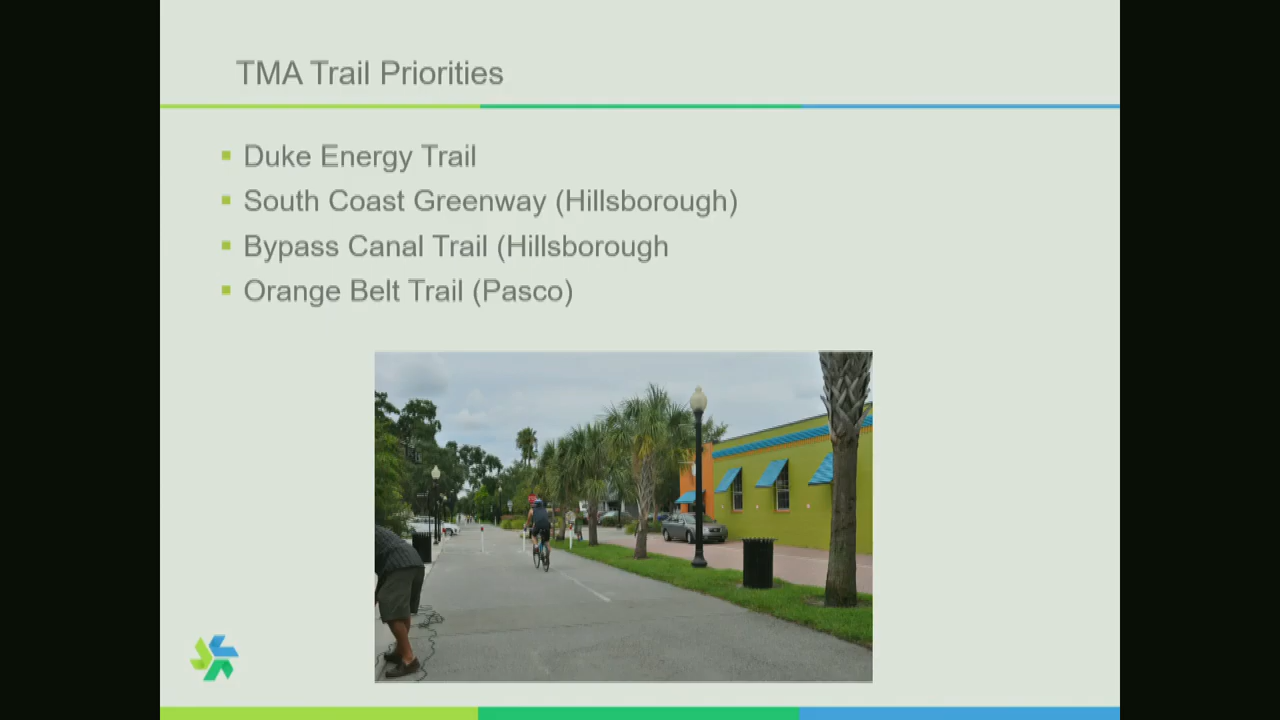 TMA Trail Priorities
Duke Energy Trail
South Coast Greenway (Hillsborough)
Bypass Canal Trail (Hillsborough
Orange Belt Trail (Pasco)